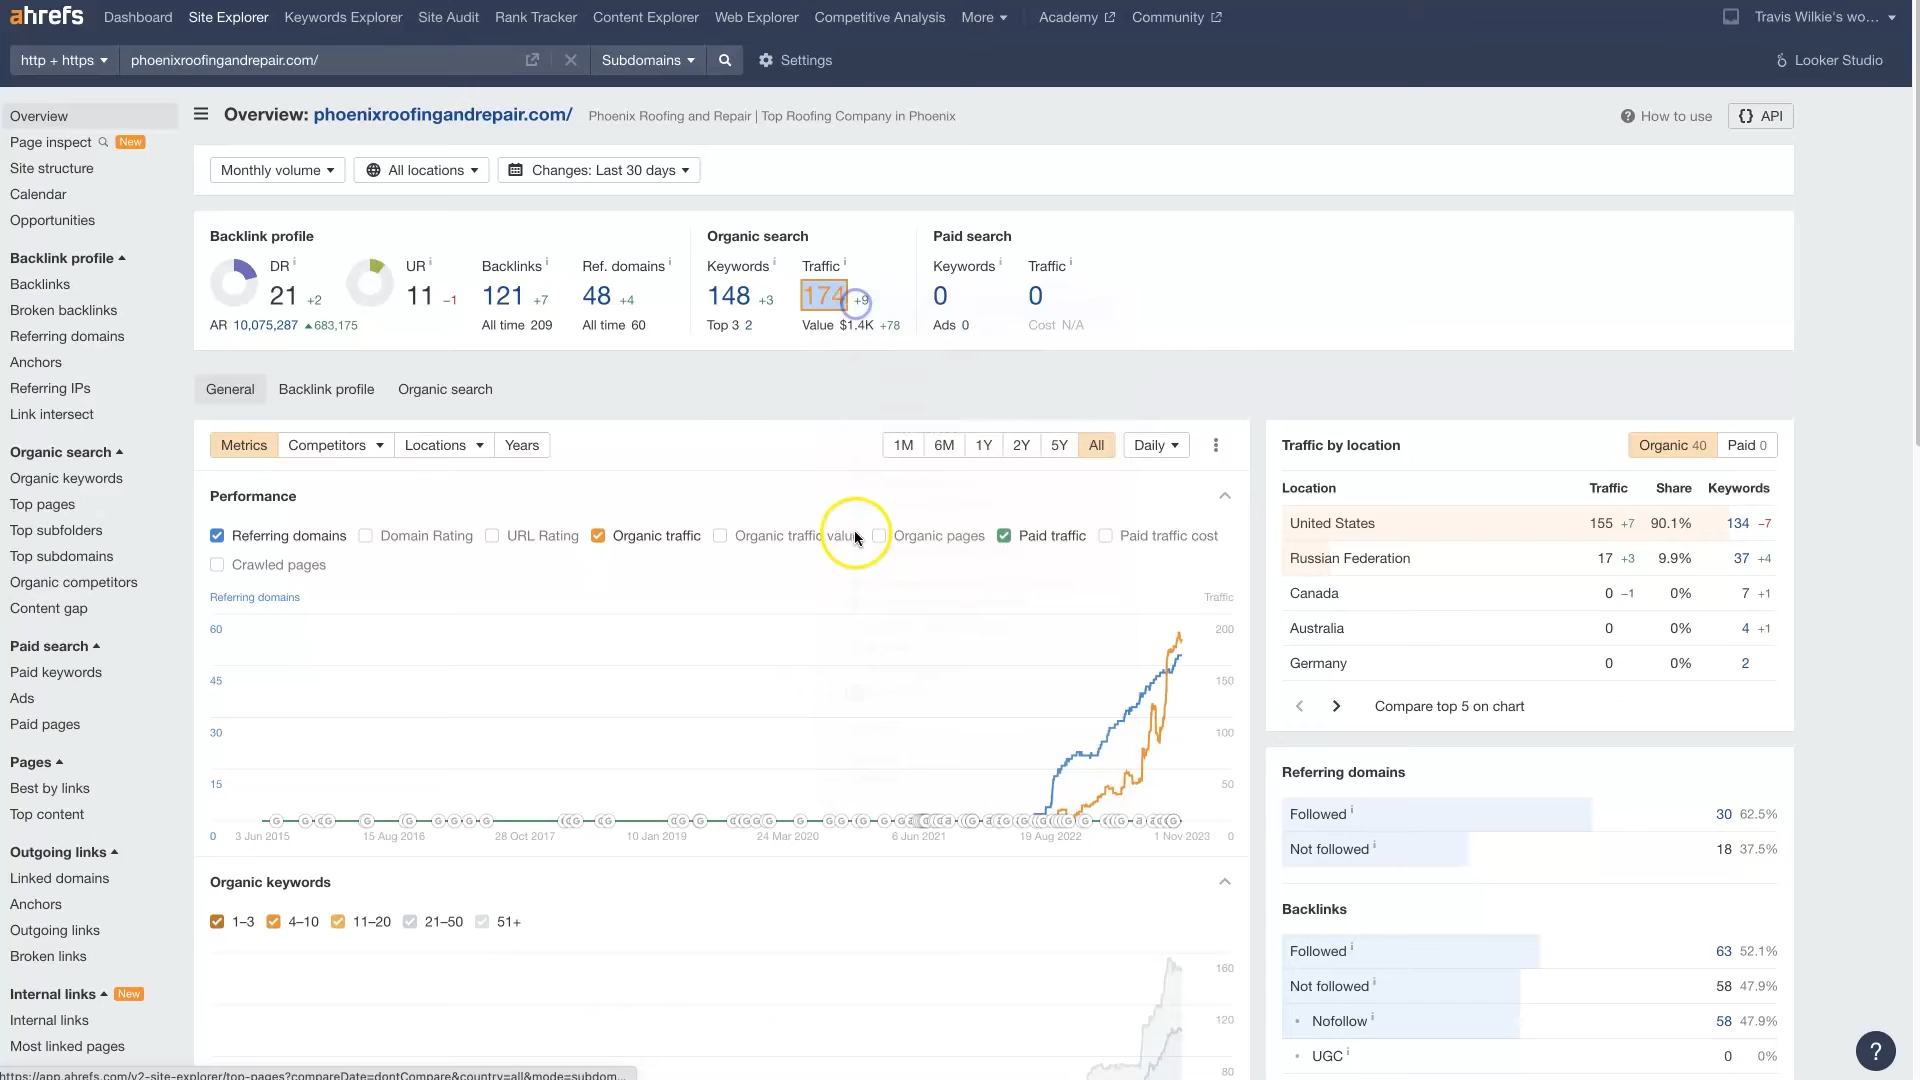 ahrefs Dashboard Site Explorer Keywords Explorer Site Audit Rank Tracker Content Explorer Web Explorer Competitive Analysis More Academy Community Travis Wilkie's wo...
http + https phoenixroofingandrepair.com/ Subdomains Settings Looker Studio
Overview
Page inspect New
Site structure
Calendar
Opportunities
Backlink profile
Backlinks
Broken backlinks
Referring domains
Anchors
Referring IPs
Link intersect
Organic search
Organic keywords
Top pages
Top subfolders
Top subdomains
Organic competitors
Content gap
Paid search
Paid keywords
Ads
Paid pages
Pages
Best by links
Top content
Outgoing links
Linked domains
Anchors
Outgoing links
Broken links
Internal links New
Internal links
Most linked pages
Overview: phoenixroofingandrepair.com/ Phoenix Roofing and Repair | Top Roofing Company in Phoenix How to use {} API
Monthly volume All locations Changes: Last 30 days
Backlink profile Organic search Paid search
DR i UR i Backlinks i Ref. domains i Keywords i Traffic i Keywords i Traffic i
21 +2 11 −1 121 +7 48 +4 148 +3 174 +9 0 0
AR 10,075,287 683,175 All time 209 All time 60 Top 3 2 Value $1.4K +78 Ads 0 Cost N/A
General Backlink profile Organic search
Metrics Competitors Locations Years 1M 6M 1Y 2Y 5Y All Daily
Performance
Referring domains Domain Rating URL Rating Organic traffic Organic traffic value Organic pages Paid traffic Paid traffic cost
Crawled pages
Referring domains Traffic
60 200
45 150
30 100
15 50
0 3 Jun 2015 15 Aug 2016 28 Oct 2017 10 Jan 2019 24 Mar 2020 6 Jun 2021 19 Aug 2022 1 Nov 2023 0
Organic keywords
1–3 4–10 11–20 21–50 51+
160
120
80
Traffic by location Organic 40 Paid 0
Location Traffic Share Keywords
United States 155 +7 90.1% 134 −7
Russian Federation 17 +3 9.9% 37 +4
Canada 0 −1 0% 7 +1
Australia 0 0% 4 +1
Germany 0 0% 2
Compare top 5 on chart
Referring domains
Followed i 30 62.5%
Not followed i 18 37.5%
Backlinks
Followed i 63 52.1%
Not followed i 58 47.9%
Nofollow i 58 47.9%
UGC i 0 0%
?
https://app.ahrefs.com/v2-site-explorer/top-pages?compareDate=dontCompare&country=all&mode=subdom...